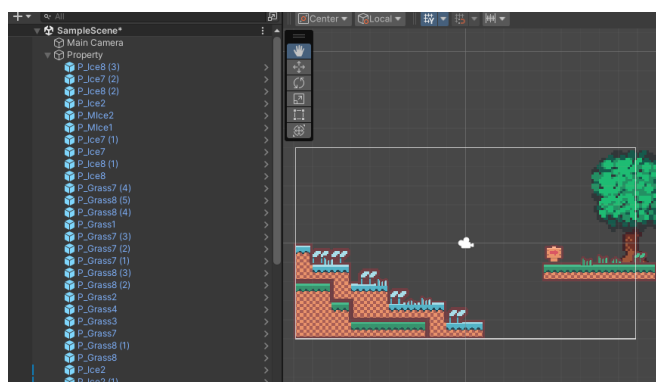 All
Center
Local
SampleScene*
Main Camera
Property
P_Ice8 (3)
P_Ice7 (2)
P_Ice8 (2)
P_Ice2
P_MIce2
P_MIce1
P_Ice7 (1)
P_Ice7
P_Ice8 (1)
P_Ice8
P_Grass7 (4)
P_Grass8 (5)
P_Grass8 (4)
P_Grass1
P_Grass7 (3)
P_Grass7 (2)
P_Grass7 (1)
P_Grass8 (3)
P_Grass8 (2)
P_Grass2
P_Grass4
P_Grass3
P_Grass7
P_Grass8 (1)
P_Grass8
P_Ice2
P_Ice2 (1)